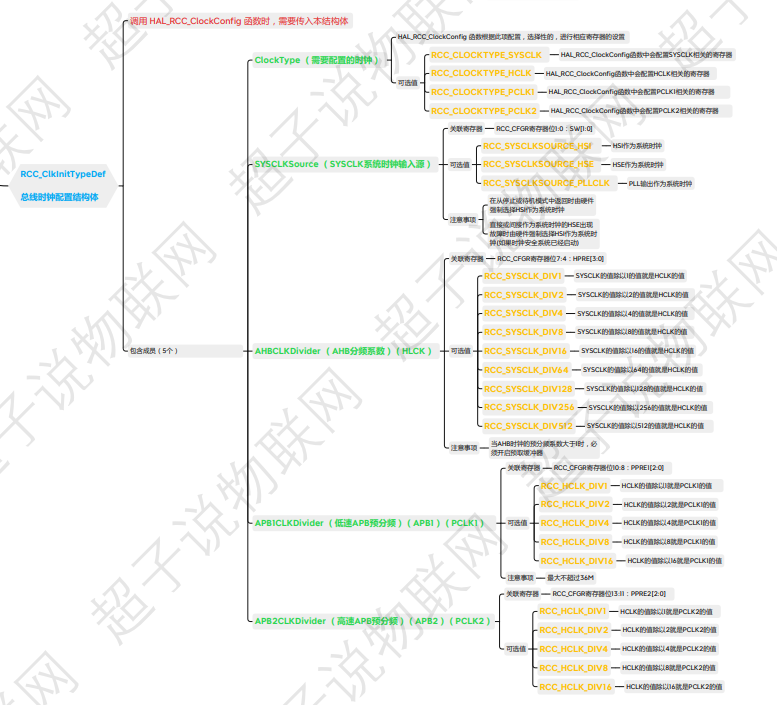 调用 HAL_RCC_ClockConfig 函数时，需要传入本结构体
RCC_ClkInitTypeDef
总线时钟配置结构体
包含成员（5个）
ClockType （ 需要配置的时钟 ）
HAL_RCC_ClockConfig 函数根据此项配置，选择性的，进行相应寄存器的设置
可选值
RCC_CLOCKTYPE_SYSCLK
HAL_RCC_ClockConfig函数中会配置SYSCLK相关的寄存器
RCC_CLOCKTYPE_HCLK
HAL_RCC_ClockConfig函数中会配置HCLK相关的寄存器
RCC_CLOCKTYPE_PCLK1
HAL_RCC_ClockConfig函数中会配置PCLK1相关的寄存器
RCC_CLOCKTYPE_PCLK2
HAL_RCC_ClockConfig函数中会配置PCLK2相关的寄存器
SYSCLKSource （ SYSCLK系统时钟输入源 ）
关联寄存器
RCC_CFGR寄存器位1:0：SW[1:0]
可选值
RCC_SYSCLKSOURCE_HSI
HSI作为系统时钟
RCC_SYSCLKSOURCE_HSE
HSE作为系统时钟
RCC_SYSCLKSOURCE_PLLCLK
PLL输出作为系统时钟
注意事项
在从停止或待机模式中返回时由硬件
强制选择HSI作为系统时钟
直接或间接作为系统时钟的HSE出现
故障时由硬件强制选择HSI作为系统时
钟(如果时钟安全系统已经启动)
AHBCLKDivider （ AHB分频系数 ）（ HLCK ）
关联寄存器
RCC_CFGR寄存器位7:4：HPRE[3:0]
可选值
RCC_SYSCLK_DIV1
SYSCLK的值除以1的值就是HCLK的值
RCC_SYSCLK_DIV2
SYSCLK的值除以2的值就是HCLK的值
RCC_SYSCLK_DIV4
SYSCLK的值除以4的值就是HCLK的值
RCC_SYSCLK_DIV8
SYSCLK的值除以8的值就是HCLK的值
RCC_SYSCLK_DIV16
SYSCLK的值除以16的值就是HCLK的值
RCC_SYSCLK_DIV64
SYSCLK的值除以64的值就是HCLK的值
RCC_SYSCLK_DIV128
SYSCLK的值除以128的值就是HCLK的值
RCC_SYSCLK_DIV256
SYSCLK的值除以256的值就是HCLK的值
RCC_SYSCLK_DIV512
SYSCLK的值除以512的值就是HCLK的值
注意事项
当AHB时钟的预分频系数大于1时，必
须开启预取缓冲器
APB1CLKDivider （ 低速APB预分频 ）（ APB1 ）（ PCLK1 ）
关联寄存器
RCC_CFGR寄存器位10:8：PPRE1[2:0]
可选值
RCC_HCLK_DIV1
HCLK的值除以1就是PCLK1的值
RCC_HCLK_DIV2
HCLK的值除以2就是PCLK1的值
RCC_HCLK_DIV4
HCLK的值除以4就是PCLK1的值
RCC_HCLK_DIV8
HCLK的值除以8就是PCLK1的值
RCC_HCLK_DIV16
HCLK的值除以16就是PCLK1的值
注意事项
最大不超过36M
APB2CLKDivider （ 高速APB预分频 ）（ APB2 ）（ PCLK2 ）
关联寄存器
RCC_CFGR寄存器位13:11：PPRE2[2:0]
可选值
RCC_HCLK_DIV1
HCLK的值除以1就是PCLK2的值
RCC_HCLK_DIV2
HCLK的值除以2就是PCLK2的值
RCC_HCLK_DIV4
HCLK的值除以4就是PCLK2的值
RCC_HCLK_DIV8
HCLK的值除以8就是PCLK2的值
RCC_HCLK_DIV16
HCLK的值除以16就是PCLK2的值
超子说物联网